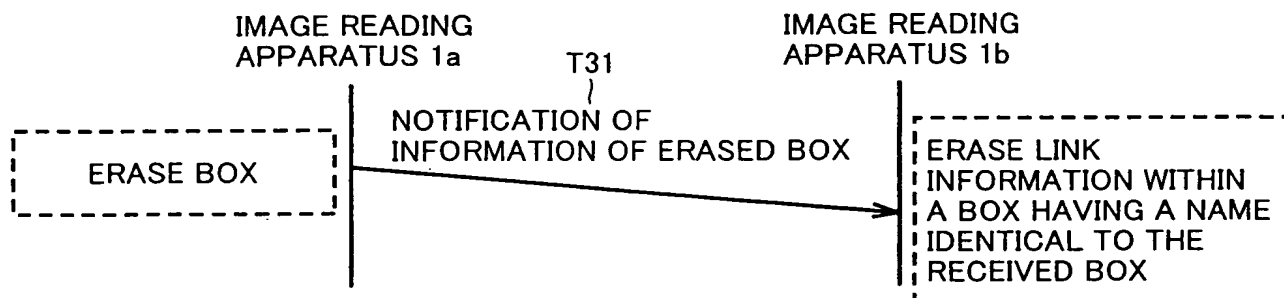 IMAGE READING
APPARATUS 1a
IMAGE READING
APPARATUS 1b
T31
NOTIFICATION OF
INFORMATION OF ERASED BOX
ERASE BOX
ERASE LINK
INFORMATION WITHIN
A BOX HAVING A NAME
IDENTICAL TO THE
RECEIVED BOX